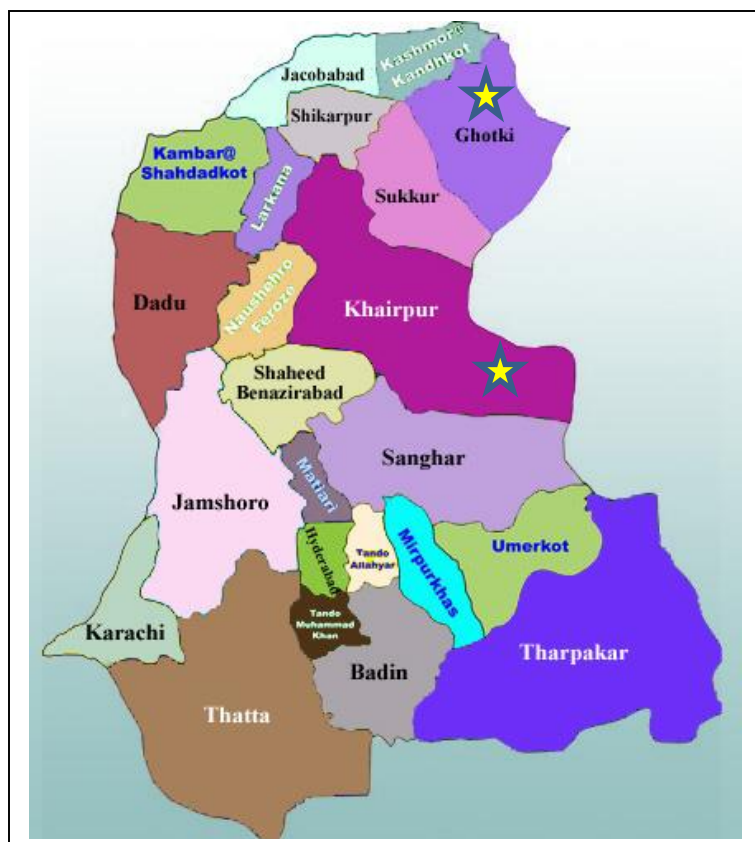 Kashmor@
Kandhkot
Jacobabad
Shikarpur
Ghotki
Kambar@
Shahdadkot
Larkana
Sukkur
Dadu
Naushehro
Feroze
Khairpur
Shaheed
Benazirabad
Sanghar
Matiari
Jamshoro
Hyderabad
Tando
Allahyar
Mirpurkhas
Umerkot
Tando
Muhammad
Khan
Karachi
Tharpakar
Badin
Thatta